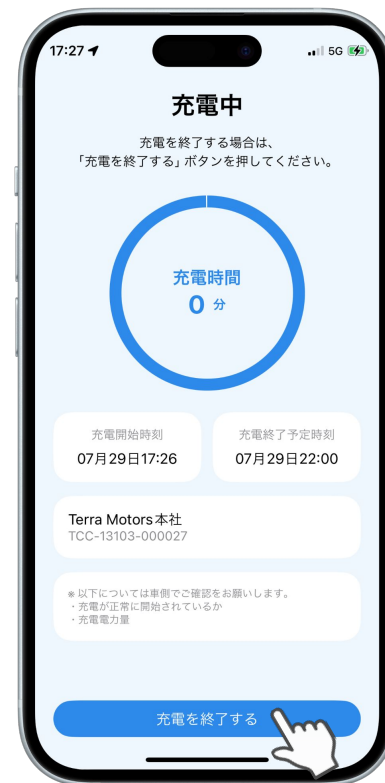 17:27
5G
充電中
充電を終了する場合は、
「充電を終了する」ボタンを押してください。
充電時間
0 分
充電開始時刻
07月29日17:26
充電終了予定時刻
07月29日22:00
Terra Motors本社
TCC-13103-000027
※以下については車側でご確認をお願いします。
・充電が正常に開始されているか
・充電電力量
充電を終了する